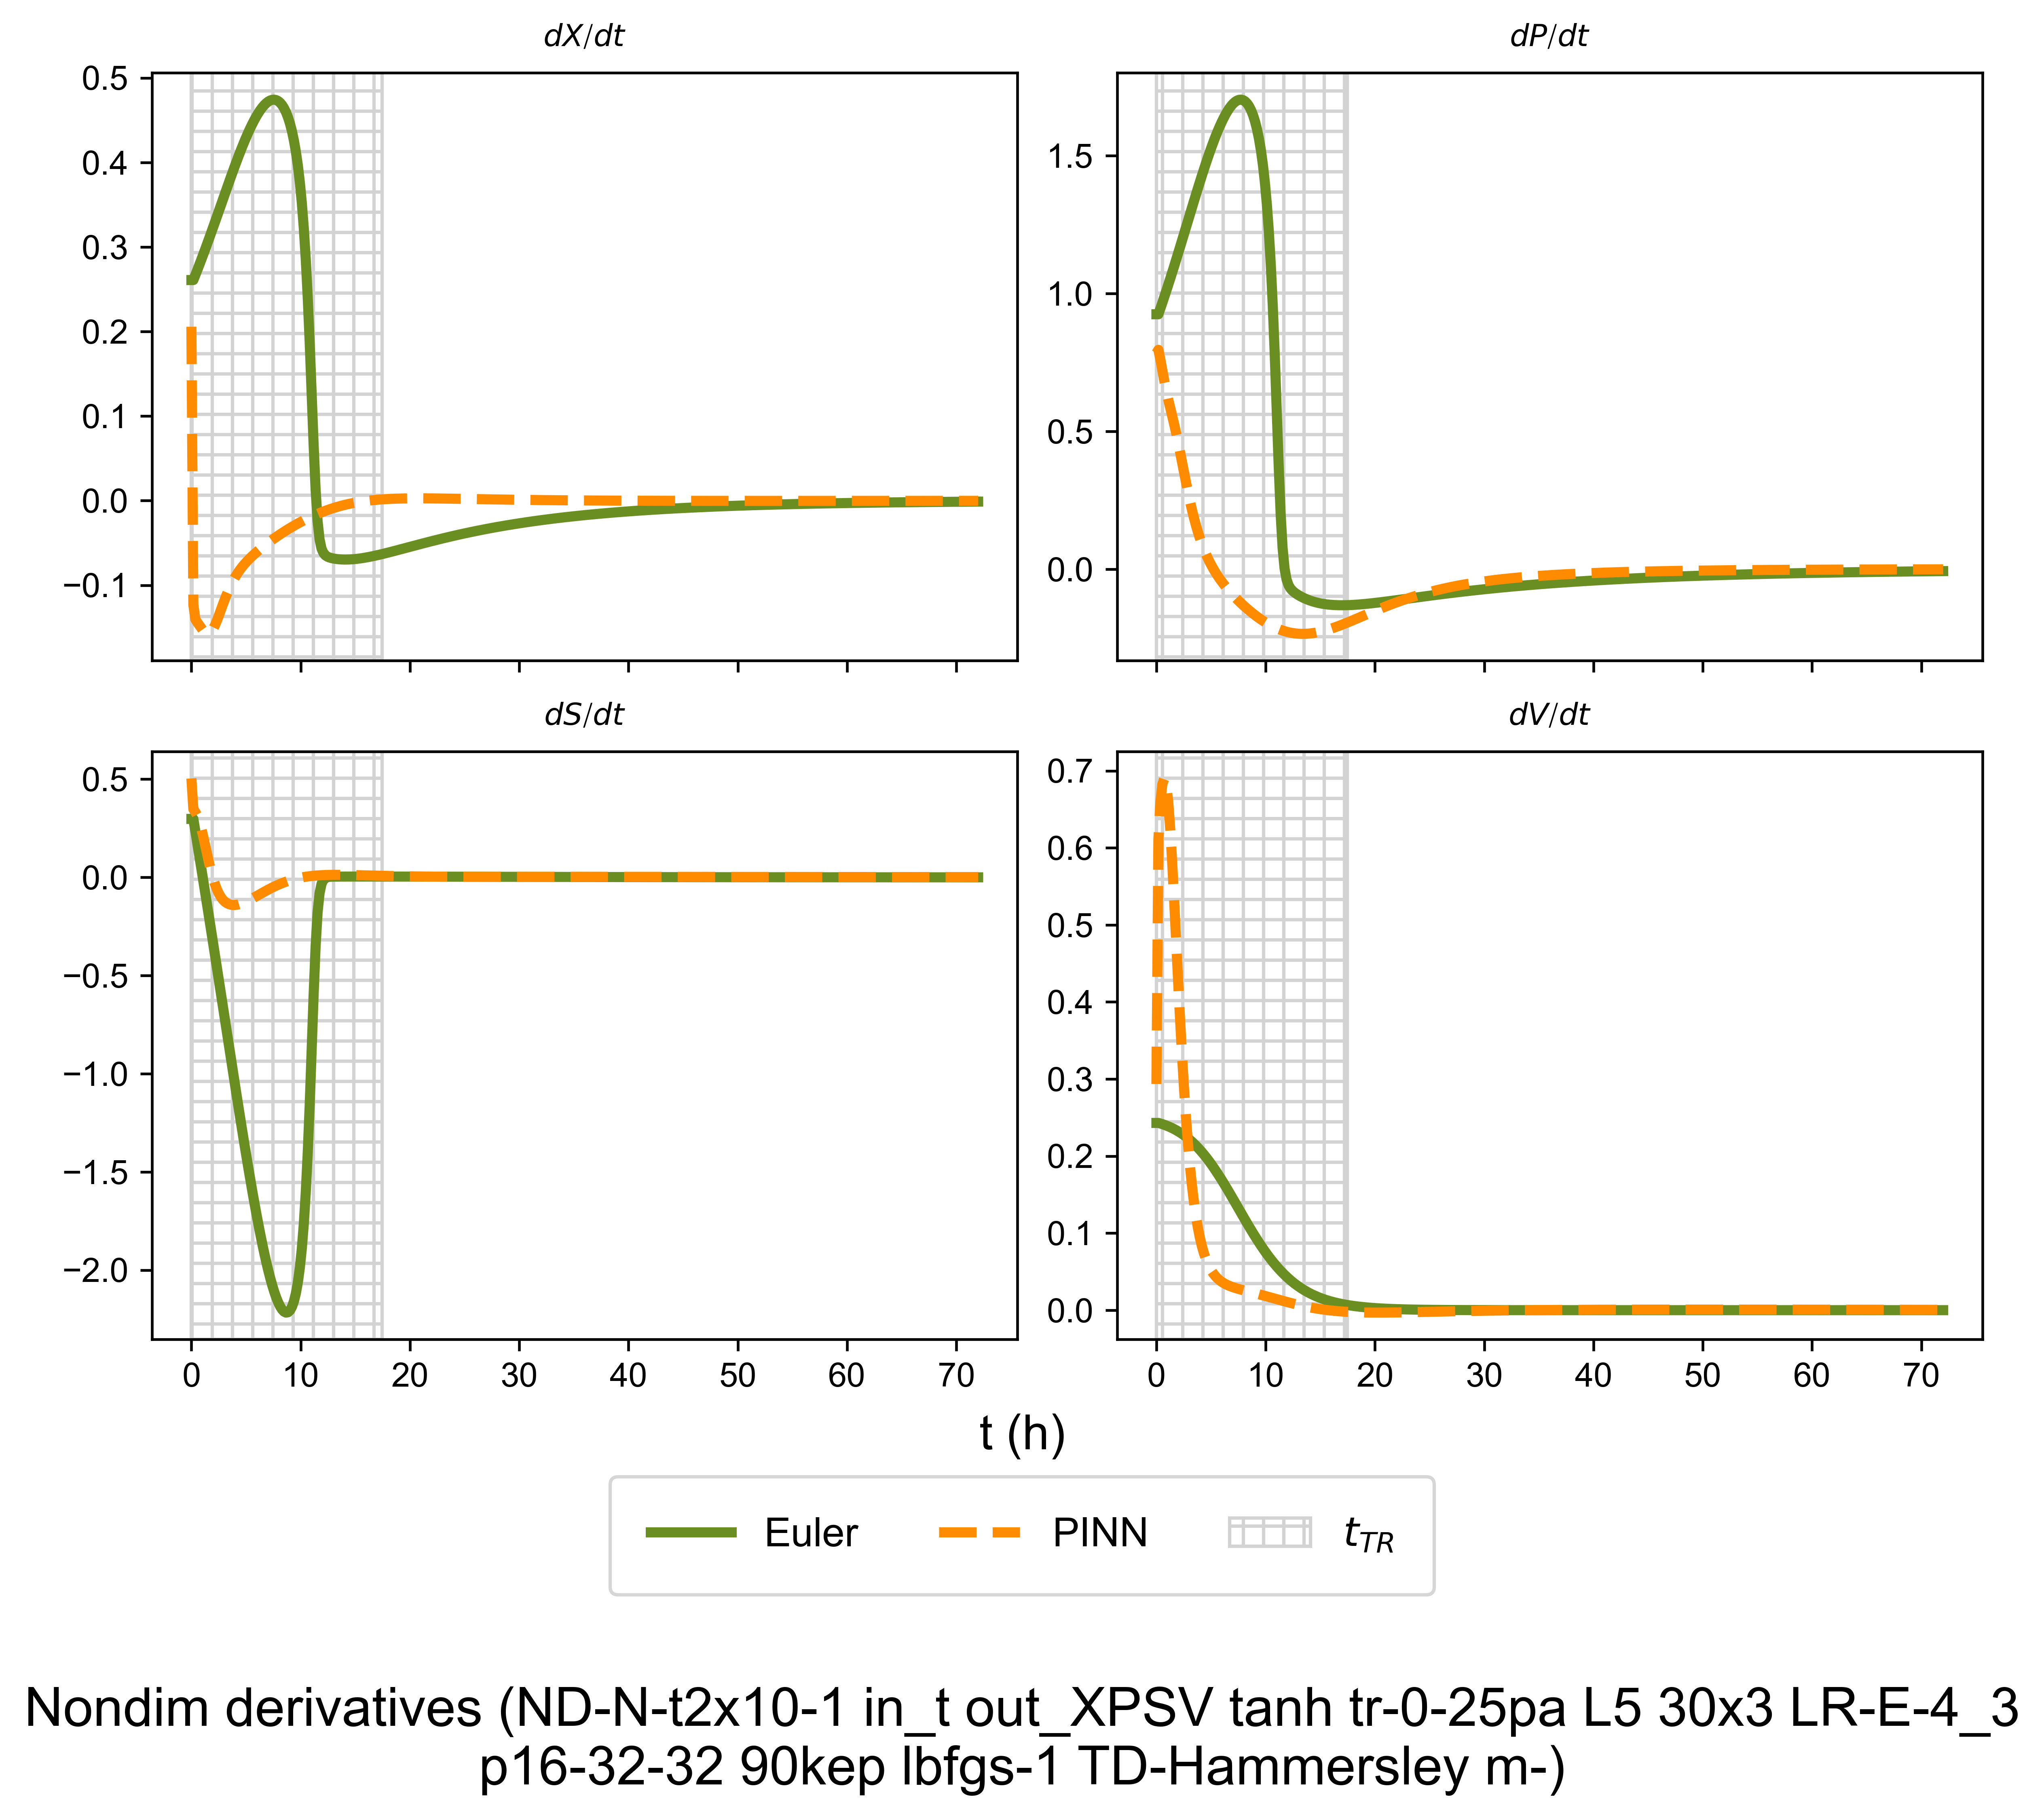 dX/dt
dP/dt
0.5
0.4
0.3
0.2
0.1
0.0
−0.1
1.5
1.0
0.5
0.0
dS/dt
dV/dt
0.5
0.0
−0.5
−1.0
−1.5
−2.0
0.7
0.6
0.5
0.4
0.3
0.2
0.1
0.0
0 10 20 30 40 50 60 70
0 10 20 30 40 50 60 70
t (h)
Euler PINN t_{TR}
Nondim derivatives (ND-N-t2x10-1 in_t out_XPSV tanh tr-0-25pa L5 30x3 LR-E-4_3
p16-32-32 90kep lbfgs-1 TD-Hammersley m-)